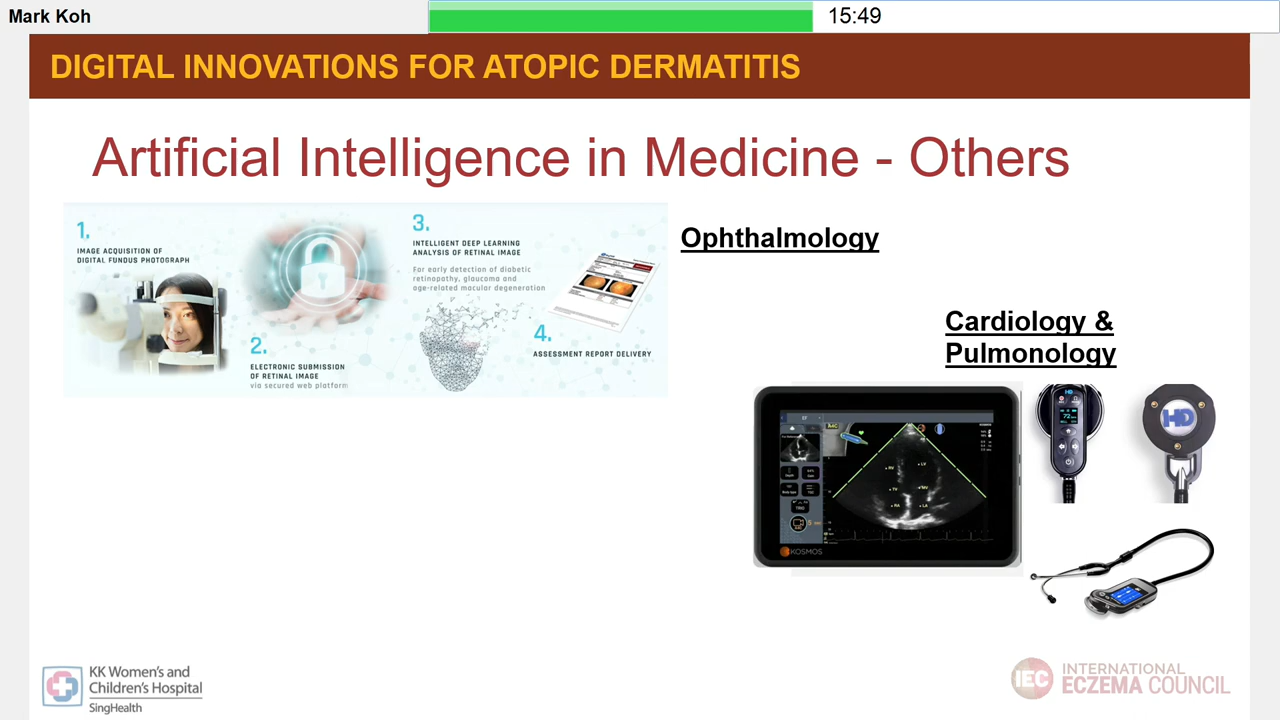 Mark Koh
15:49
DIGITAL INNOVATIONS FOR ATOPIC DERMATITIS
Artificial Intelligence in Medicine - Others
1.
IMAGE ACQUISITION OF
DIGITAL FUNDUS PHOTOGRAPH
2.
ELECTRONIC SUBMISSION
OF RETINAL IMAGE
via secured web platform
3.
INTELLIGENT DEEP LEARNING
ANALYSIS OF RETINAL IMAGE
For early detection of diabetic
retinopathy, glaucoma and
age-related macular degeneration
4.
ASSESSMENT REPORT DELIVERY
Ophthalmology
Cardiology &
Pulmonology
KOSMOS
HD
HD
KK Women's and
Children's Hospital
SingHealth
IEC
INTERNATIONAL
ECZEMA COUNCIL